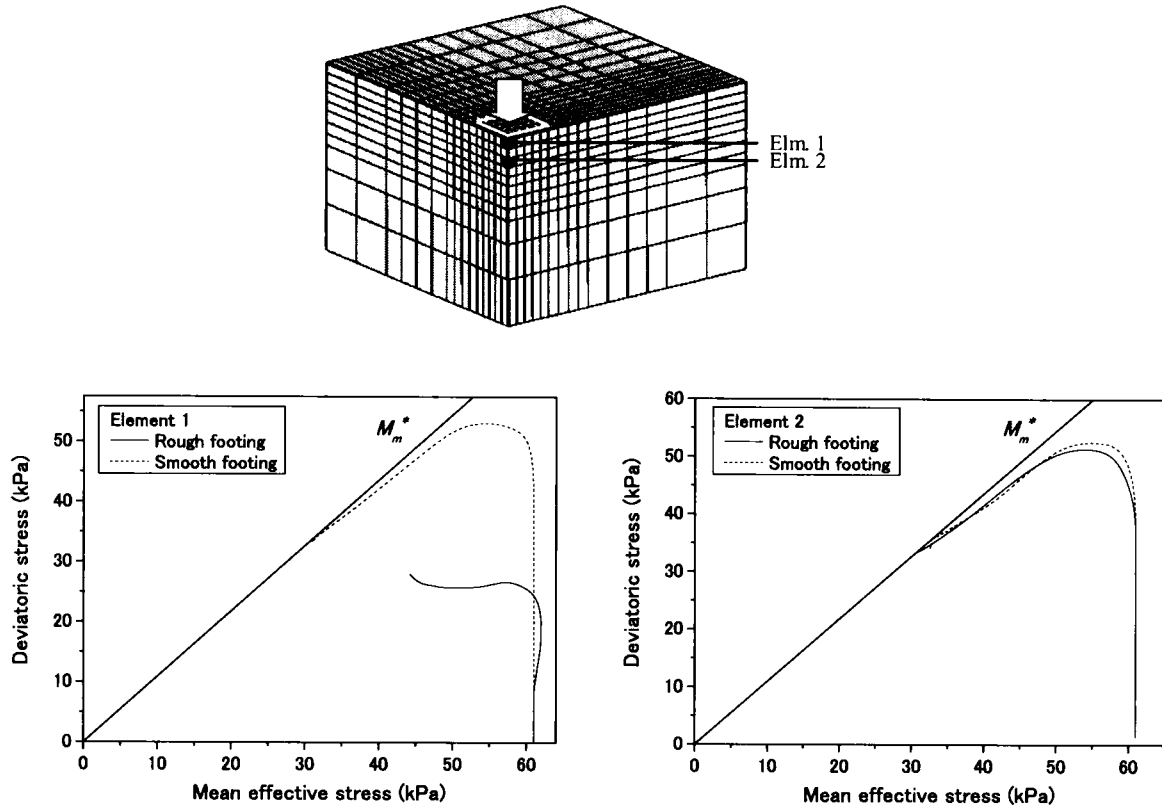 Elm. 1
Elm. 2
Element 1
Rough footing
Smooth footing
M_m^*
Deviatoric stress (kPa)
50
40
30
20
10
0
0 10 20 30 40 50 60
Mean effective stress (kPa)
Element 2
Rough footing
Smooth footing
M_m^*
Deviatoric stress (kPa)
60
50
40
30
20
10
0
0 10 20 30 40 50 60
Mean effective stress (kPa)